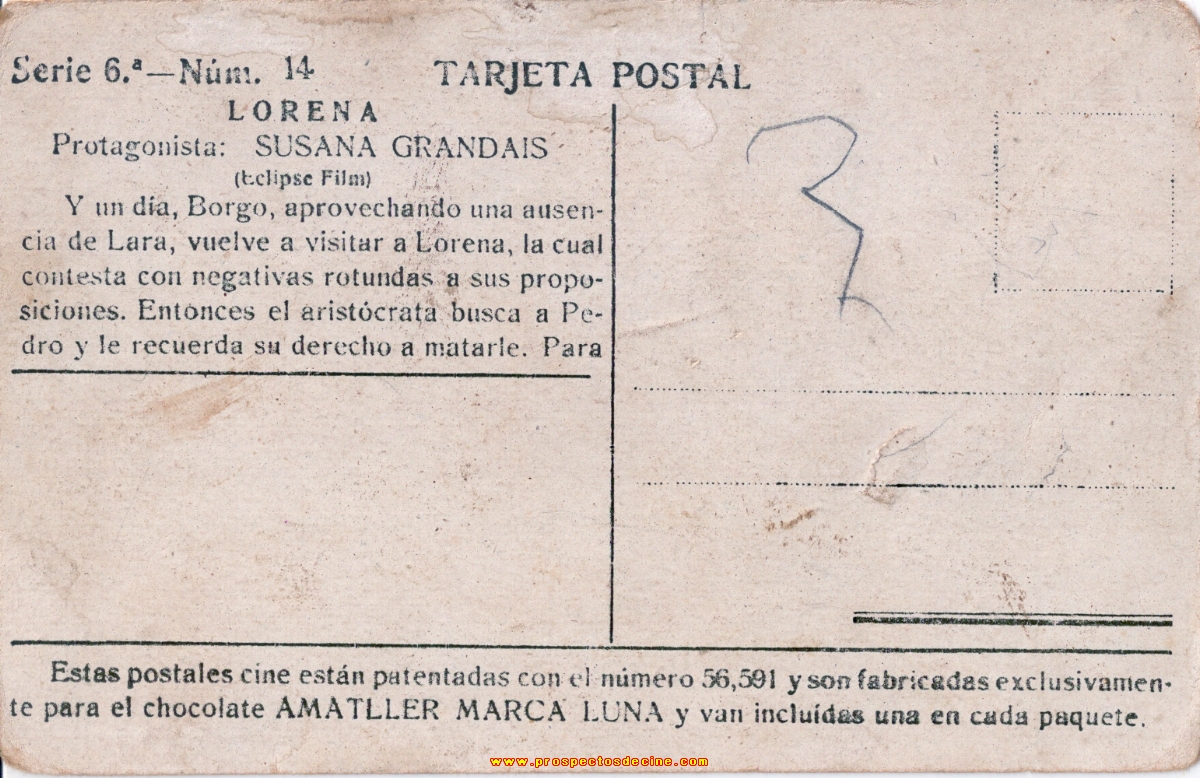 Serie 6.ª—Núm. 14
TARJETA POSTAL
LORENA
Protagonista: SUSANA GRANDAIS
(Eclipse Film)
Y un día, Borgo, aprovechando una ausen-
cia de Lara, vuelve a visitar a Lorena, la cual
contesta con negativas rotundas a sus propo-
siciones. Entonces el aristócrata busca a Pe-
dro y le recuerda su derecho a matarle. Para
Estas postales cine están patentadas con el número 56,591 y son fabricadas exclusivamen-
te para el chocolate AMATLLER MARCA LUNA y van incluídas una en cada paquete.
www.prospectosdecine.com